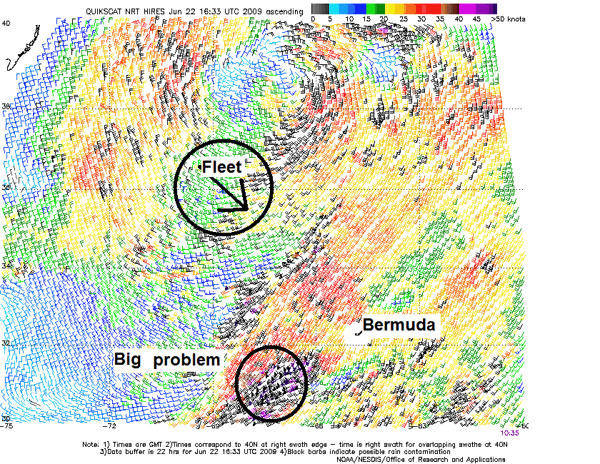 QUIKSCAT NRT HIRES Jun 22 16:33 UTC 2009 ascending
0 5 10 15 20 25 30 35 40 45 >50 knots
40
38
Fleet
36
34
Bermuda
32
Big problem
30
-75
10:35
Note: 1) Times are GMT 2)Times correspond to 40N at right swath edge - time is right swath for overlapping swaths at 40N
3)Data buffer is 22 hrs for Jun 22 16:33 UTC 2009 4)Black barbs indicate possible rain contamination
NOAA/NESDIS/Office of Research and Applications